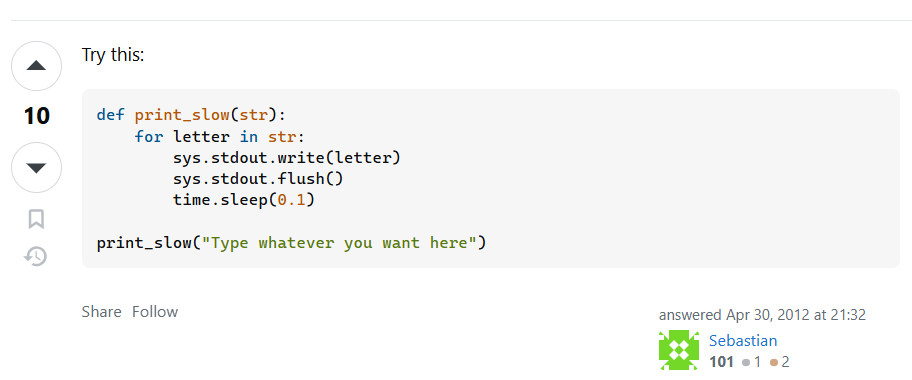 Try this:
10
def print_slow(str):
    for letter in str:
        sys.stdout.write(letter)
        sys.stdout.flush()
        time.sleep(0.1)
print_slow("Type whatever you want here")
Share Follow
answered Apr 30, 2012 at 21:32
Sebastian
101 1 2